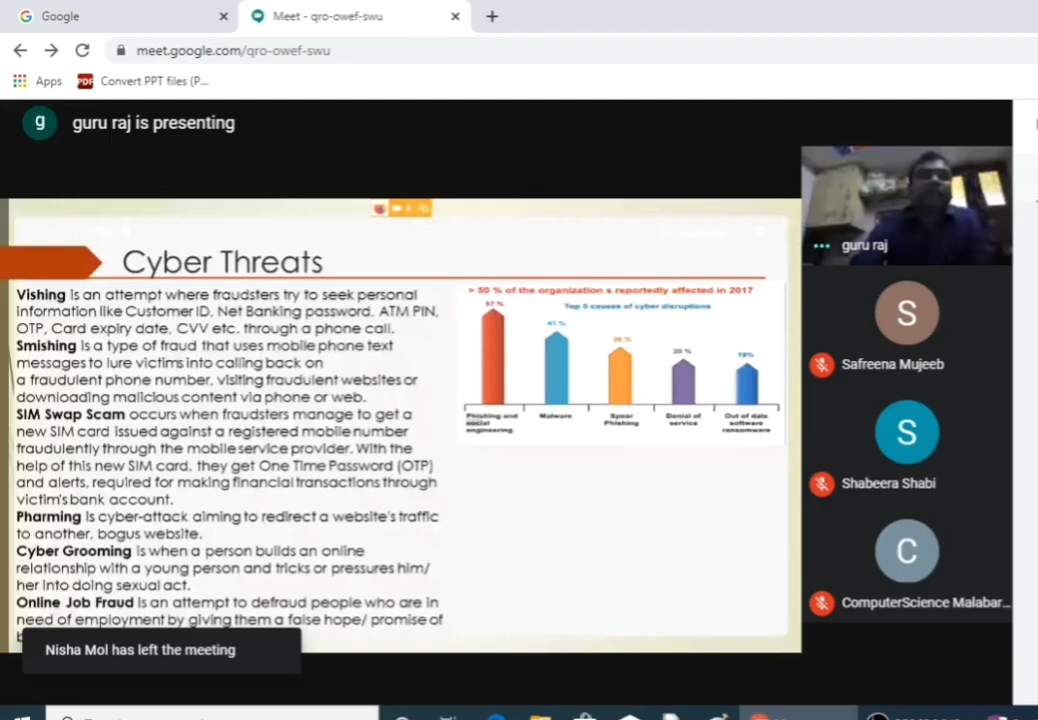 Google
Meet - qro-owef-swu
meet.google.com/qro-owef-swu
Apps
PDF
Convert PPT files (P...
g
guru raj is presenting
Cyber Threats
Vishing is an attempt where fraudsters try to seek personal
information like Customer ID, Net Banking password, ATM PIN,
OTP, Card expiry date, CVV etc. through a phone call.
Smishing is a type of fraud that uses mobile phone text
messages to lure victims into calling back on
a fraudulent phone number, visiting fraudulent websites or
downloading malicious content via phone or web.
SIM Swap Scam occurs when fraudsters manage to get a
new SIM card issued against a registered mobile number
fraudulently through the mobile service provider. With the
help of this new SIM card, they get One Time Password (OTP)
and alerts, required for making financial transactions through
victim's bank account.
Pharming is cyber-attack aiming to redirect a website's traffic
to another, bogus website.
Cyber Grooming is when a person builds an online
relationship with a young person and tricks or pressures him/
her into doing sexual act.
Online Job Fraud is an attempt to defraud people who are in
need of employment by giving them a false hope/ promise of
> 50 % of the organization s reportedly affected in 2017
Top 5 causes of cyber disruptions
Phishing and
social
engineering
Malware
Spear
Phishing
Denial of
service
Out of date
software
ransomware
guru raj
S
Safreena Mujeeb
S
Shabeera Shabi
C
ComputerScience Malabar...
Nisha Mol has left the meeting